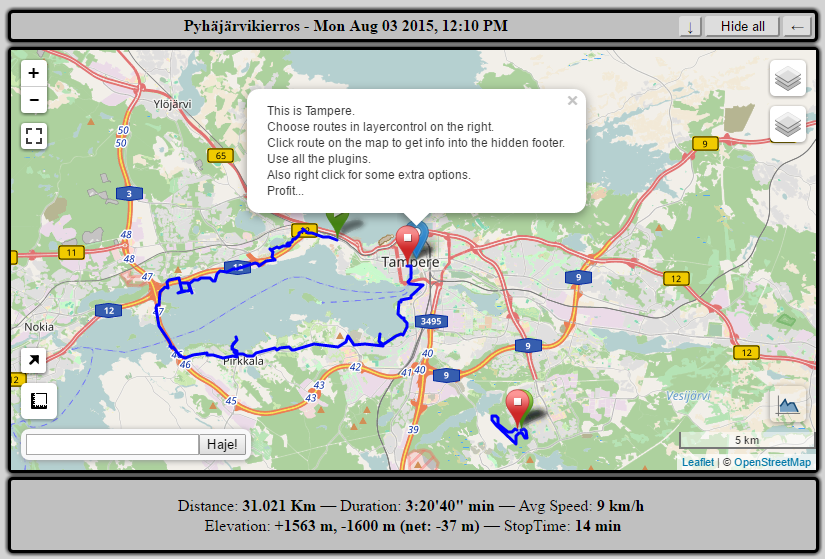 Pyhäjärvikierros - Mon Aug 03 2015, 12:10 PM
↓ Hide all ←
+
-
×
This is Tampere.
Choose routes in layercontrol on the right.
Click route on the map to get info into the hidden footer.
Use all the plugins.
Also right click for some extra options.
Profit...
Ylöjärvi
50
50
65
9
3
48
48
11
12
47
12
12
47
Tampere
9
12
3495
Nokia
9
12
46
Pirkkala
40
42
41
40
9
12
43
43
45
39
Vesijärvi
Haje!
5 km
Leaflet | © OpenStreetMap
Distance: 31.021 Km — Duration: 3:20'40" min — Avg Speed: 9 km/h
Elevation: +1563 m, -1600 m (net: -37 m) — StopTime: 14 min